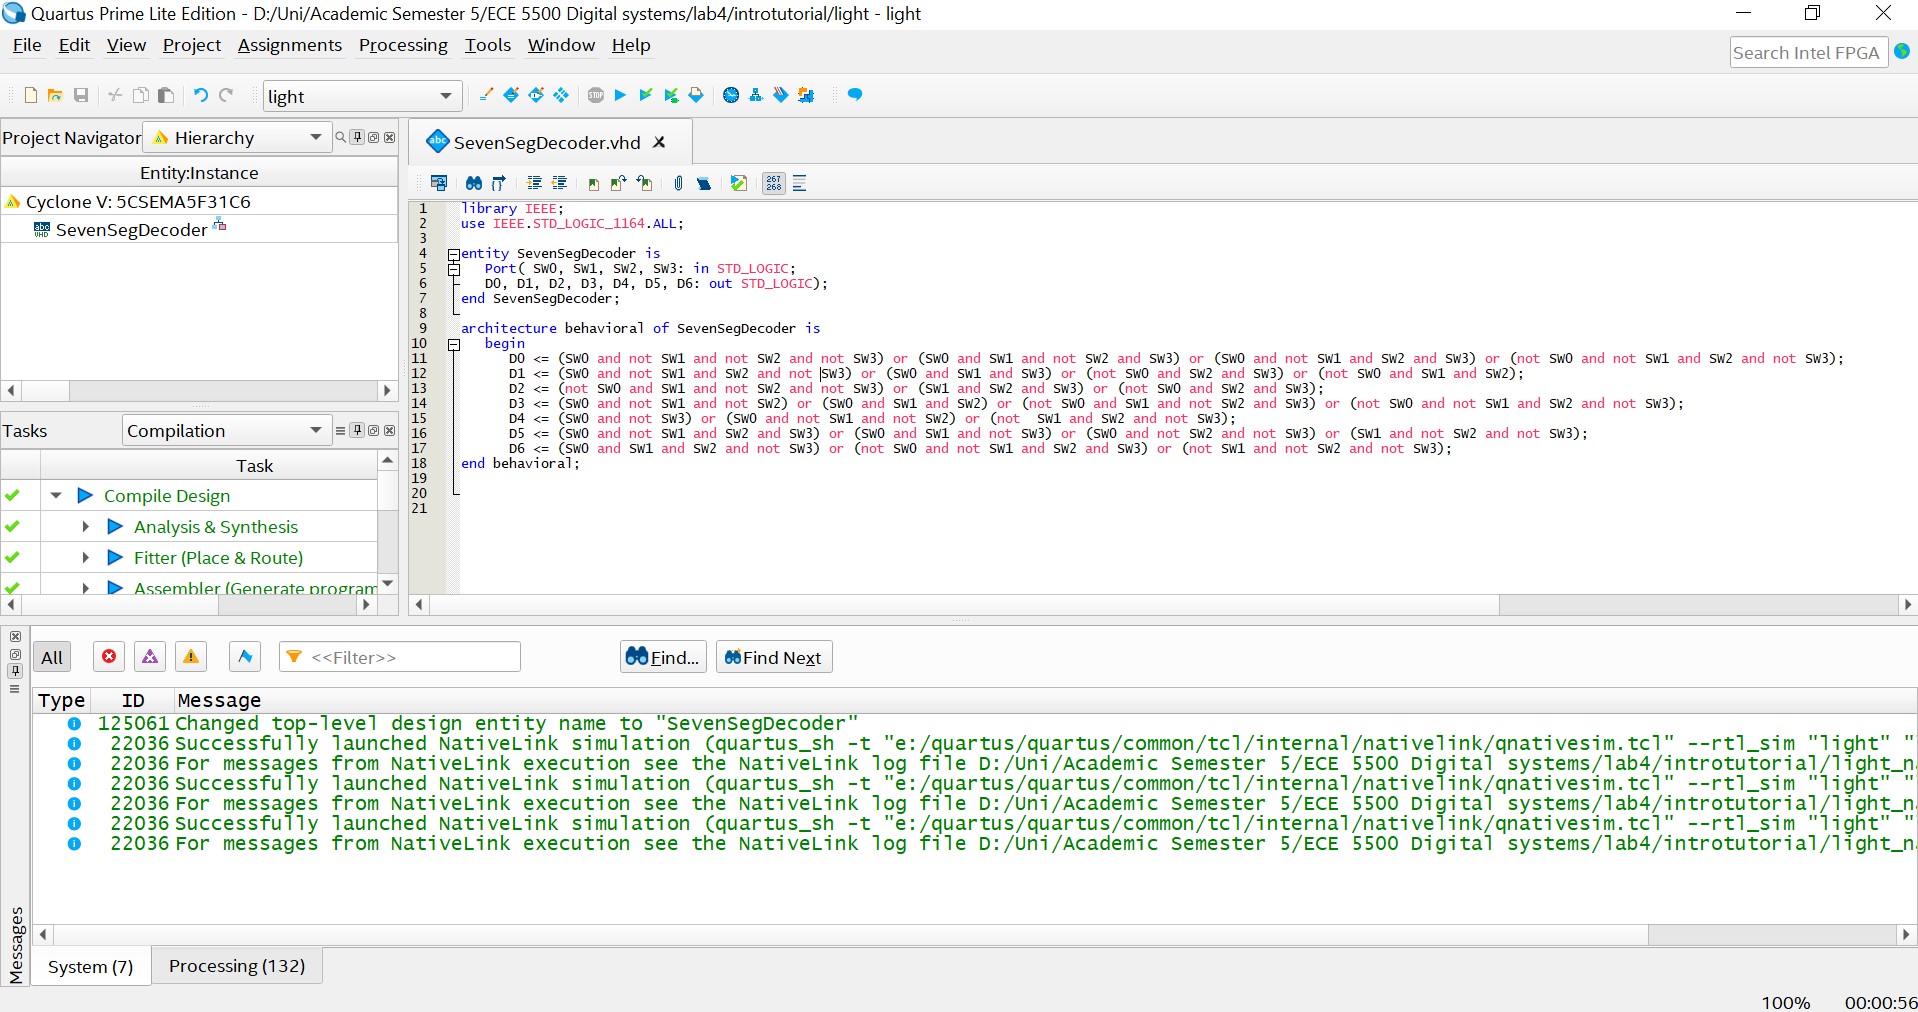 Quartus Prime Lite Edition - D:/Uni/Academic Semester 5/ECE 5500 Digital systems/lab4/introtutorial/light - light
File Edit View Project Assignments Processing Tools Window Help
Search Intel FPGA
light
Project Navigator Hierarchy
Entity:Instance
Cyclone V: 5CSEMA5F31C6
SevenSegDecoder
Tasks Compilation
Task
Compile Design
Analysis & Synthesis
Fitter (Place & Route)
Assembler (Generate program
SevenSegDecoder.vhd
267
268
1 library IEEE;
2 use IEEE.STD_LOGIC_1164.ALL;
3
4 entity SevenSegDecoder is
5 Port( SW0, SW1, SW2, SW3: in STD_LOGIC;
6 D0, D1, D2, D3, D4, D5, D6: out STD_LOGIC);
7 end SevenSegDecoder;
8
9 architecture behavioral of SevenSegDecoder is
10 begin
11 D0 <= (SW0 and not SW1 and not SW2 and not SW3) or (SW0 and SW1 and not SW2 and SW3) or (SW0 and not SW1 and SW2 and SW3) or (not SW0 and not SW1 and SW2 and not SW3);
12 D1 <= (SW0 and not SW1 and SW2 and not SW3) or (SW0 and SW1 and SW3) or (not SW0 and SW2 and SW3) or (not SW0 and SW1 and SW2);
13 D2 <= (not SW0 and SW1 and not SW2 and not SW3) or (SW1 and SW2 and SW3) or (not SW0 and SW2 and SW3);
14 D3 <= (SW0 and not SW1 and not SW2) or (SW0 and SW1 and SW2) or (not SW0 and SW1 and not SW2 and SW3) or (not SW0 and not SW1 and SW2 and not SW3);
15 D4 <= (SW0 and not SW3) or (SW0 and not SW1 and not SW2) or (not SW1 and SW2 and not SW3);
16 D5 <= (SW0 and not SW1 and SW2 and SW3) or (SW0 and SW1 and not SW3) or (SW0 and not SW2 and not SW3) or (SW1 and not SW2 and not SW3);
17 D6 <= (SW0 and SW1 and SW2 and not SW3) or (not SW0 and not SW1 and SW2 and SW3) or (not SW1 and not SW2 and not SW3);
18 end behavioral;
19
20
21
All <<Filter>> Find... Find Next
Type ID Message
125061 Changed top-level design entity name to "SevenSegDecoder"
22036 Successfully launched NativeLink simulation (quartus_sh -t "e:/quartus/quartus/common/tcl/internal/nativelink/qnativesim.tcl" --rtl_sim "light" "
22036 For messages from NativeLink execution see the NativeLink log file D:/Uni/Academic Semester 5/ECE 5500 Digital systems/lab4/introtutorial/light_n
22036 Successfully launched NativeLink simulation (quartus_sh -t "e:/quartus/quartus/common/tcl/internal/nativelink/qnativesim.tcl" --rtl_sim "light" "
22036 For messages from NativeLink execution see the NativeLink log file D:/Uni/Academic Semester 5/ECE 5500 Digital systems/lab4/introtutorial/light_n
22036 Successfully launched NativeLink simulation (quartus_sh -t "e:/quartus/quartus/common/tcl/internal/nativelink/qnativesim.tcl" --rtl_sim "light" "
22036 For messages from NativeLink execution see the NativeLink log file D:/Uni/Academic Semester 5/ECE 5500 Digital systems/lab4/introtutorial/light_n
Messages
System (7) Processing (132)
100% 00:00:56